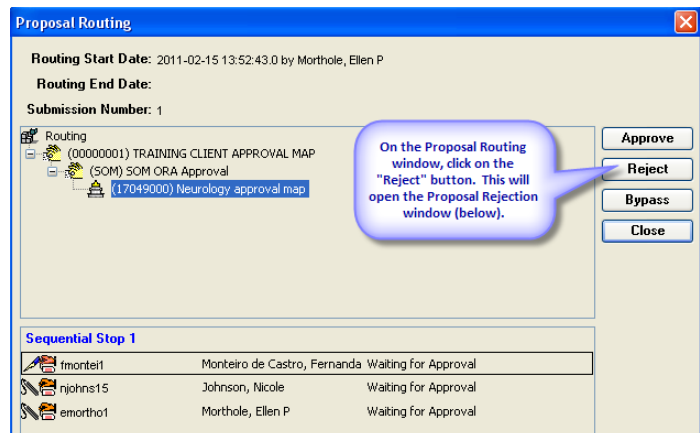 Proposal Routing
Routing Start Date: 2011-02-15 13:52:43.0 by Morthole, Ellen P
Routing End Date:
Submission Number: 1
Routing
(00000001) TRAINING CLIENT APPROVAL MAP
(SOM) SOM ORA Approval
(17049000) Neurology approval map
On the Proposal Routing
window, click on the
"Reject" button. This will
open the Proposal Rejection
window (below).
Approve
Reject
Bypass
Close
Sequential Stop 1
fmontei1 Monteiro de Castro, Fernanda Waiting for Approval
njohns15 Johnson, Nicole Waiting for Approval
emortho1 Morthole, Ellen P Waiting for Approval